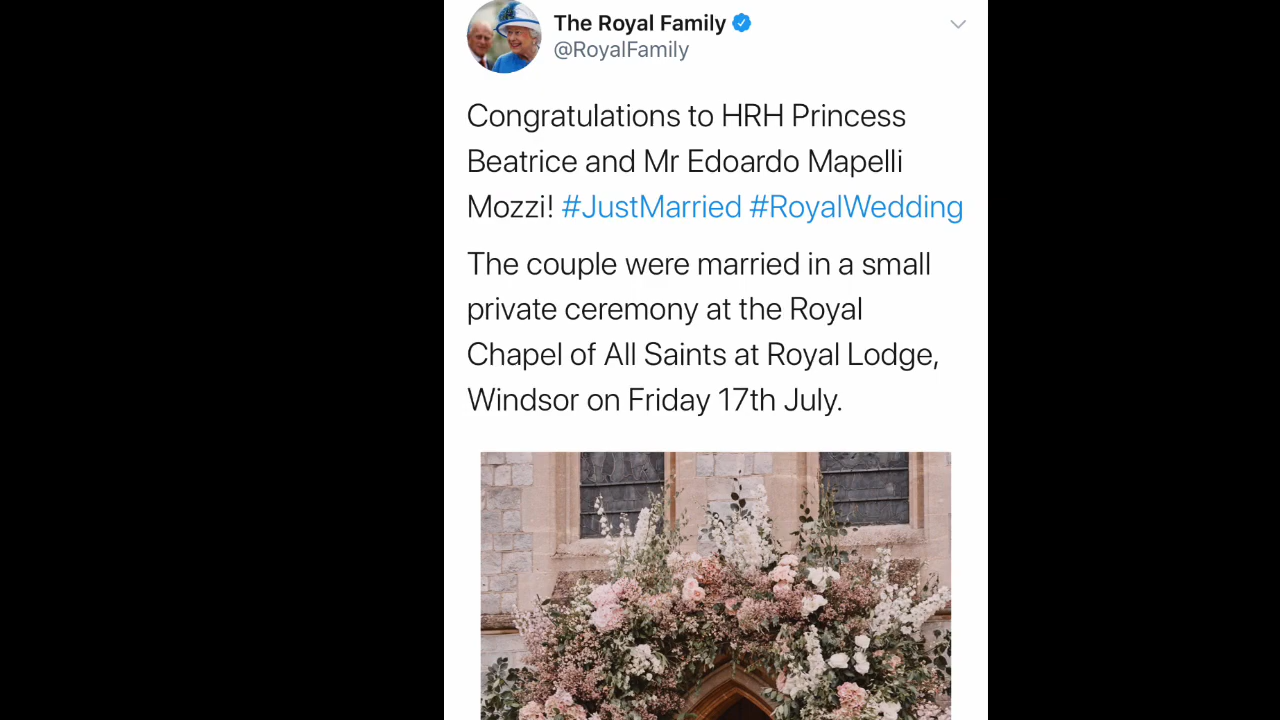 The Royal Family
@RoyalFamily
Congratulations to HRH Princess
Beatrice and Mr Edoardo Mapelli
Mozzi! #JustMarried #RoyalWedding
The couple were married in a small
private ceremony at the Royal
Chapel of All Saints at Royal Lodge,
Windsor on Friday 17th July.